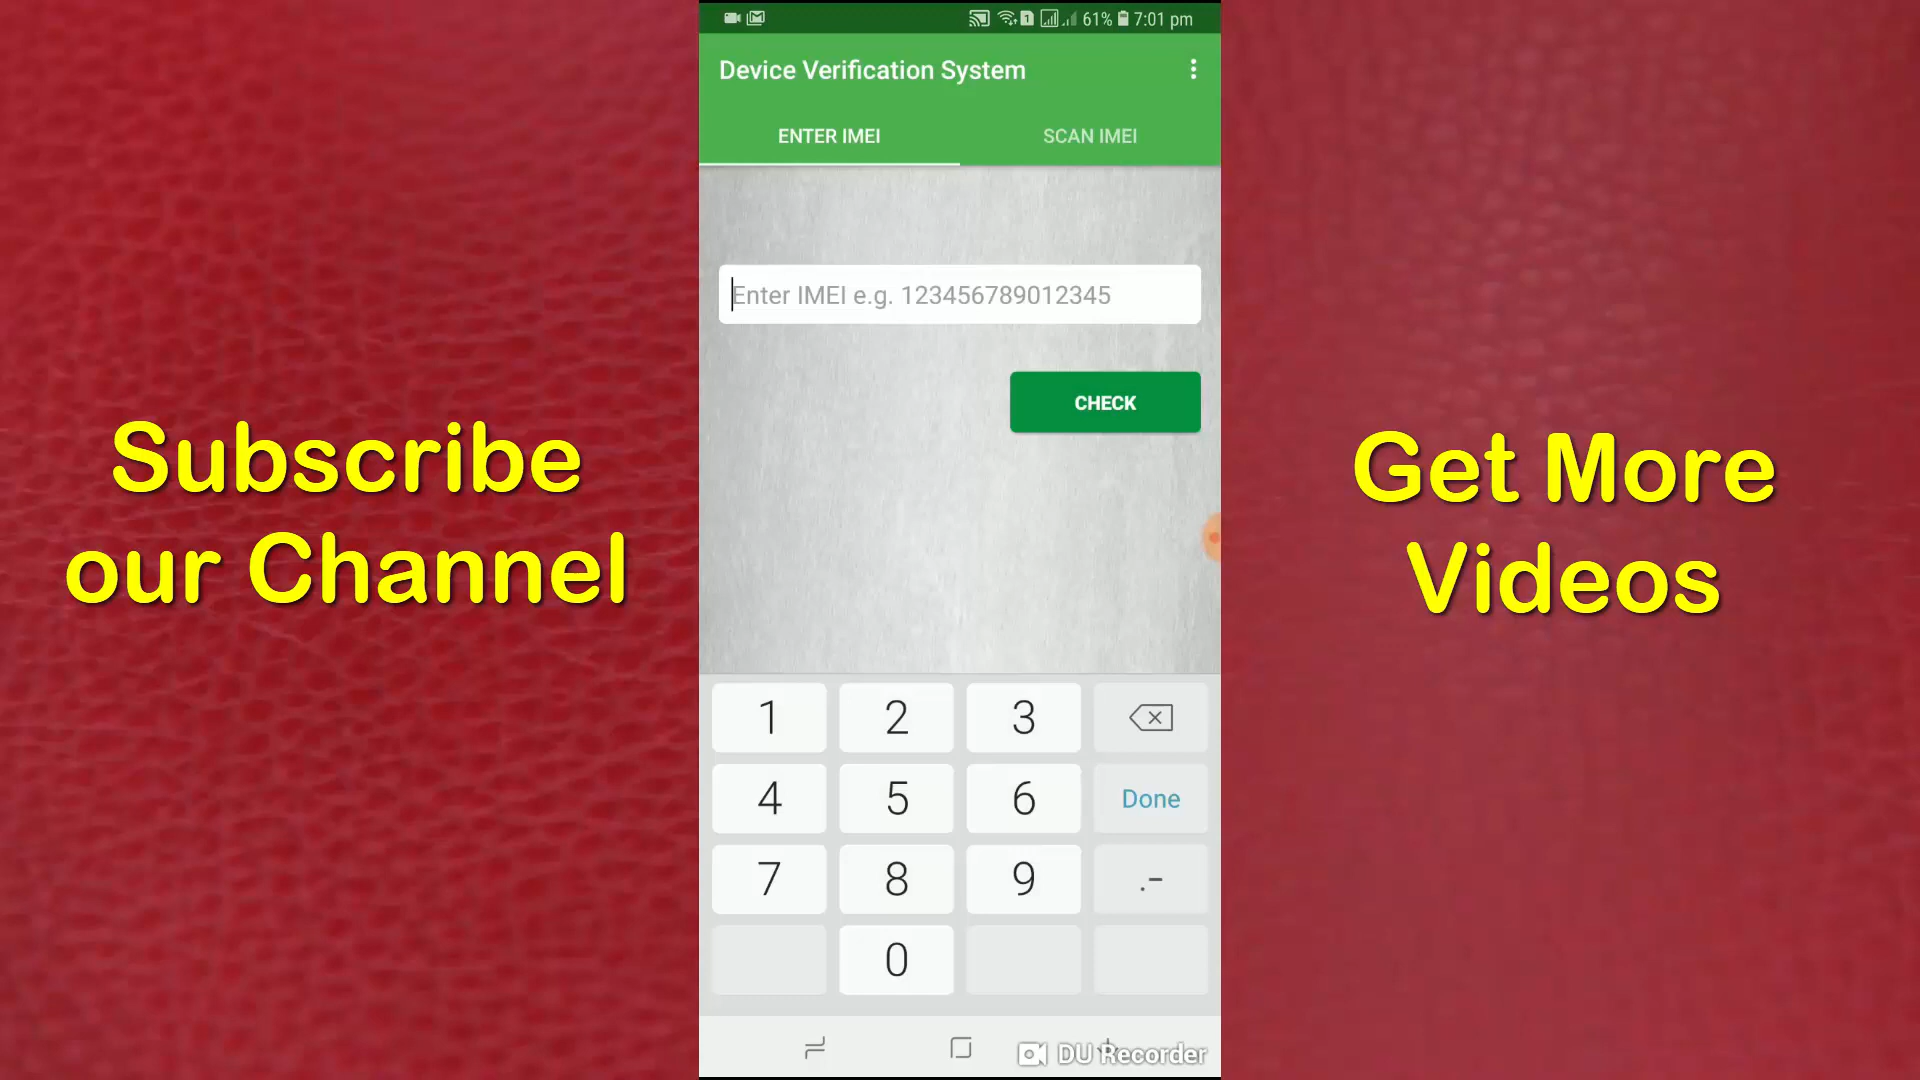 61% 7:01 pm
Device Verification System
ENTER IMEI
SCAN IMEI
Enter IMEI e.g. 123456789012345
CHECK
Subscribe
our Channel
Get More
Videos
1 2 3
4 5 6 Done
7 8 9 .-
0
DU Recorder